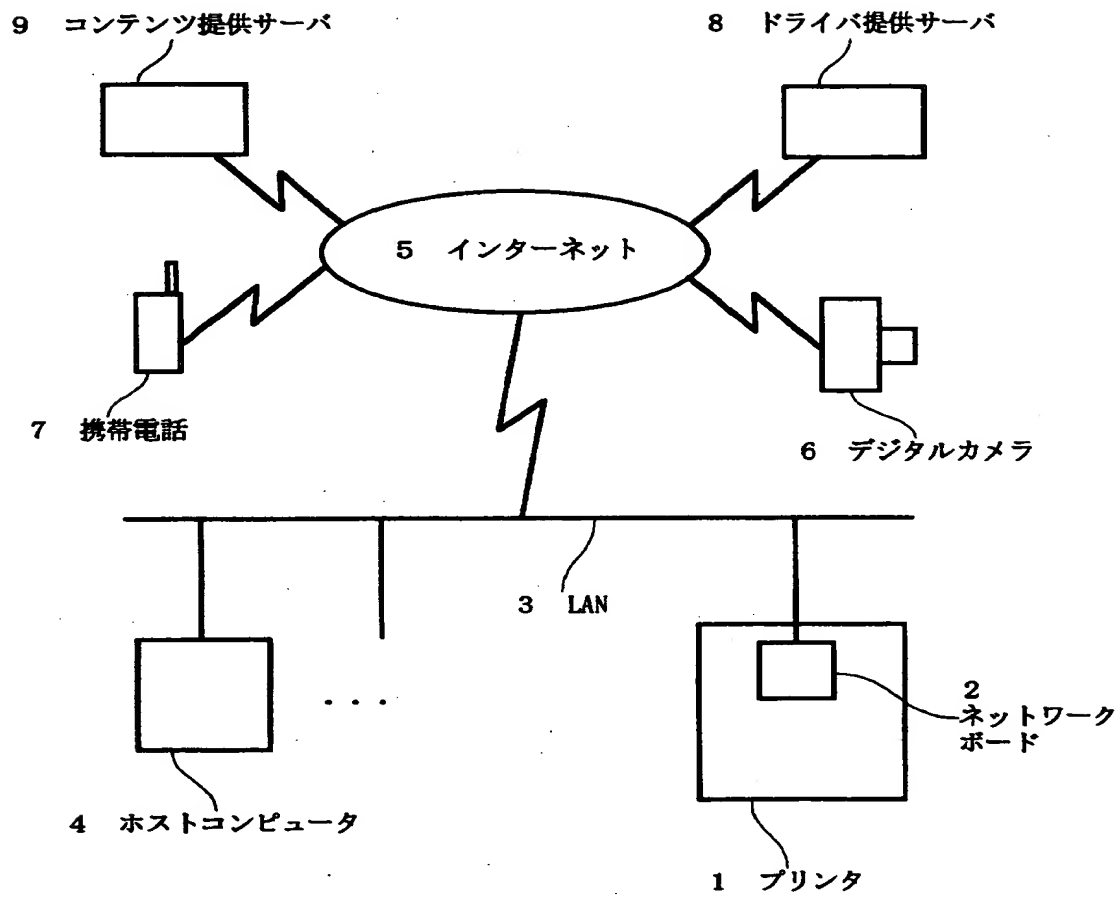 9 コンテンツ提供サーバ
8 ドライバ提供サーバ
5 インターネット
7 携帯電話
6 デジタルカメラ
3 LAN
2
ネットワーク
ボード
4 ホストコンピュータ
1 プリンタ